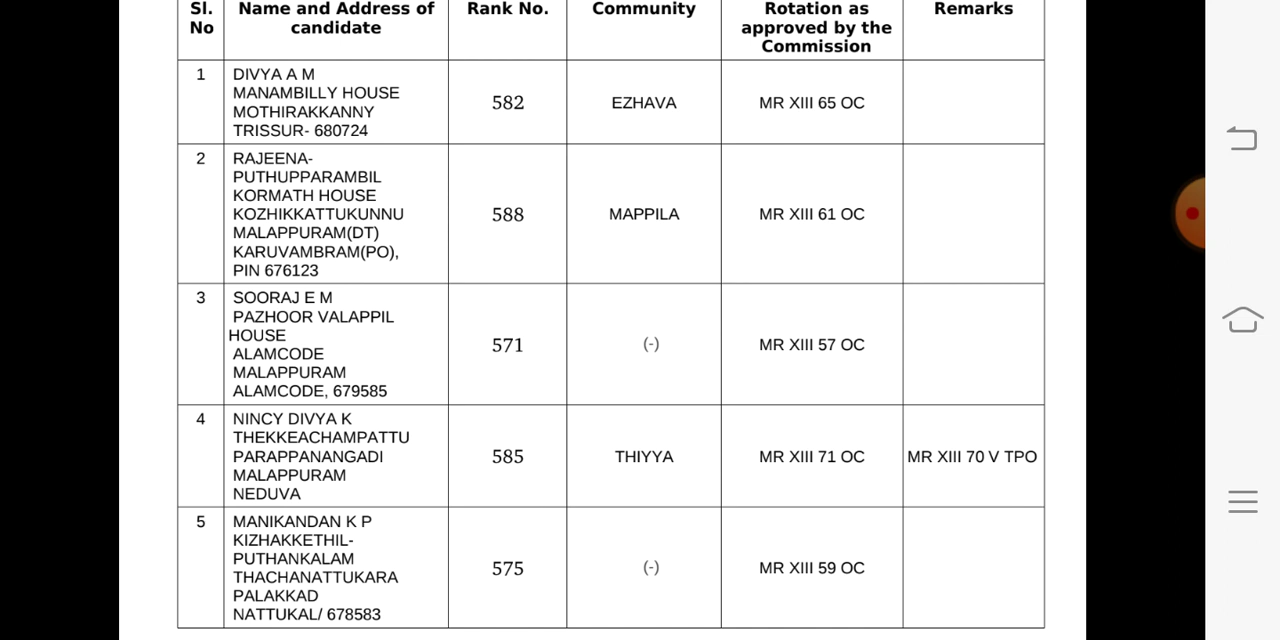 Sl. No
Name and Address of candidate
Rank No.
Community
Rotation as approved by the Commission
Remarks
1
DIVYA A M
MANAMBILLY HOUSE
MOTHIRAKKANNY
TRISSUR- 680724
582
EZHAVA
MR XIII 65 OC
2
RAJEENA-
PUTHUPPARAMBIL
KORMATH HOUSE
KOZHIKKATTUKUNNU
MALAPPURAM(DT)
KARUVAMBRAM(PO),
PIN 676123
588
MAPPILA
MR XIII 61 OC
3
SOORAJ E M
PAZHOOR VALAPPIL
HOUSE
ALAMCODE
MALAPPURAM
ALAMCODE, 679585
571
(-)
MR XIII 57 OC
4
NINCY DIVYA K
THEKKEACHAMPATTU
PARAPPANANGADI
MALAPPURAM
NEDUVA
585
THIYYA
MR XIII 71 OC
MR XIII 70 V TPO
5
MANIKANDAN K P
KIZHAKKETHIL-
PUTHANKALAM
THACHANATTUKARA
PALAKKAD
NATTUKAL/ 678583
575
(-)
MR XIII 59 OC